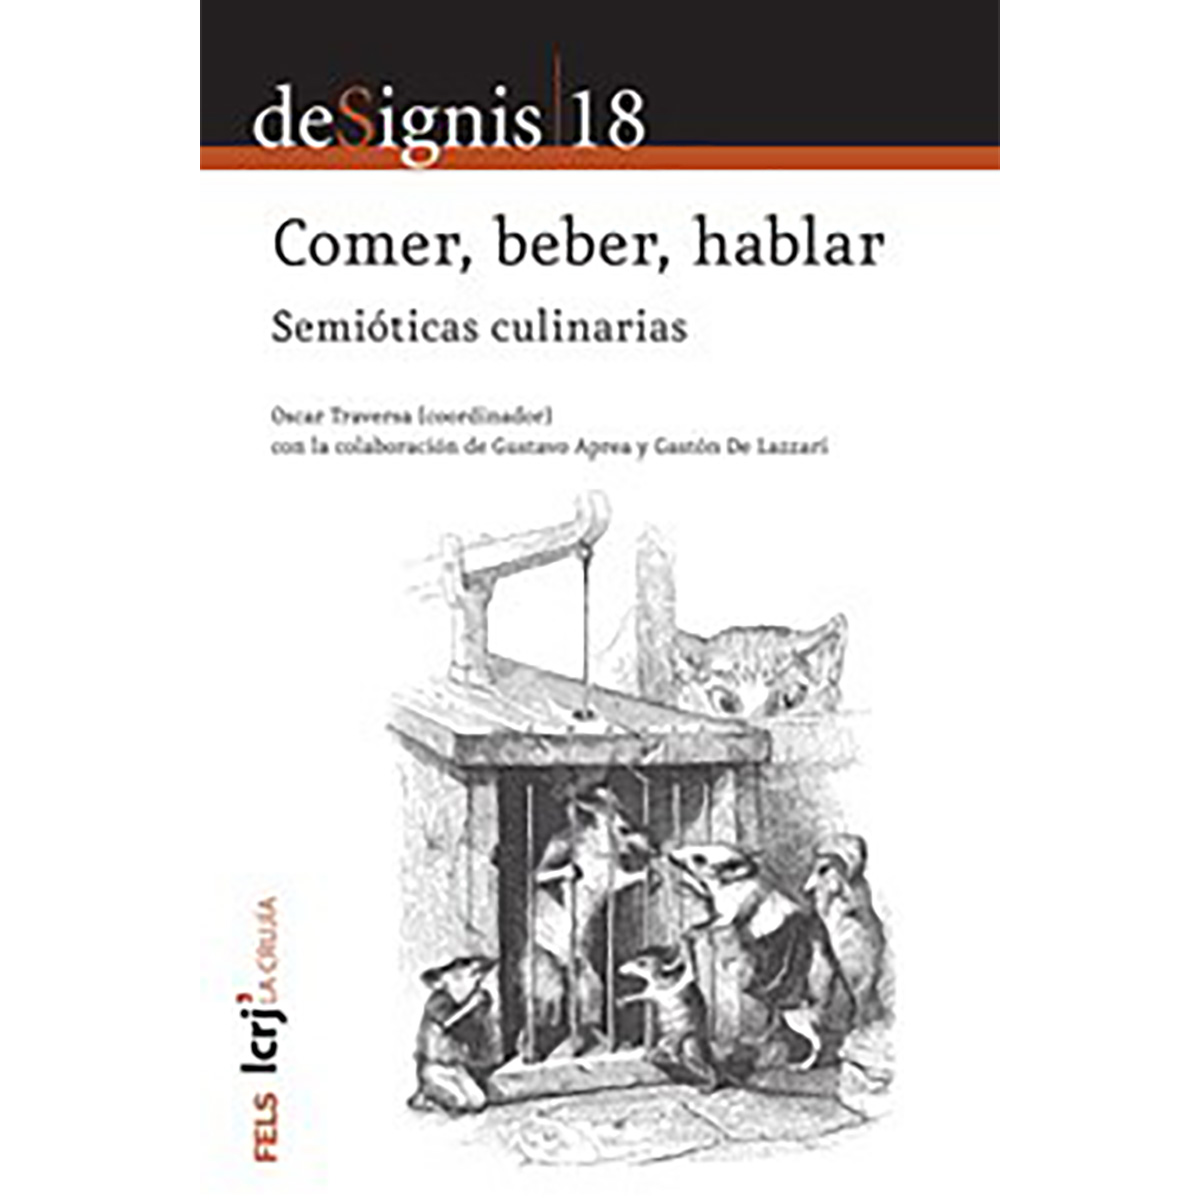 deSignis 18
Comer, beber, hablar
Semióticas culinarias
Oscar Traversa (coordinador)
con la colaboración de Gustavo Aprea y Gastón De Lazzari
FELS lcrj' LA CRUJÍA